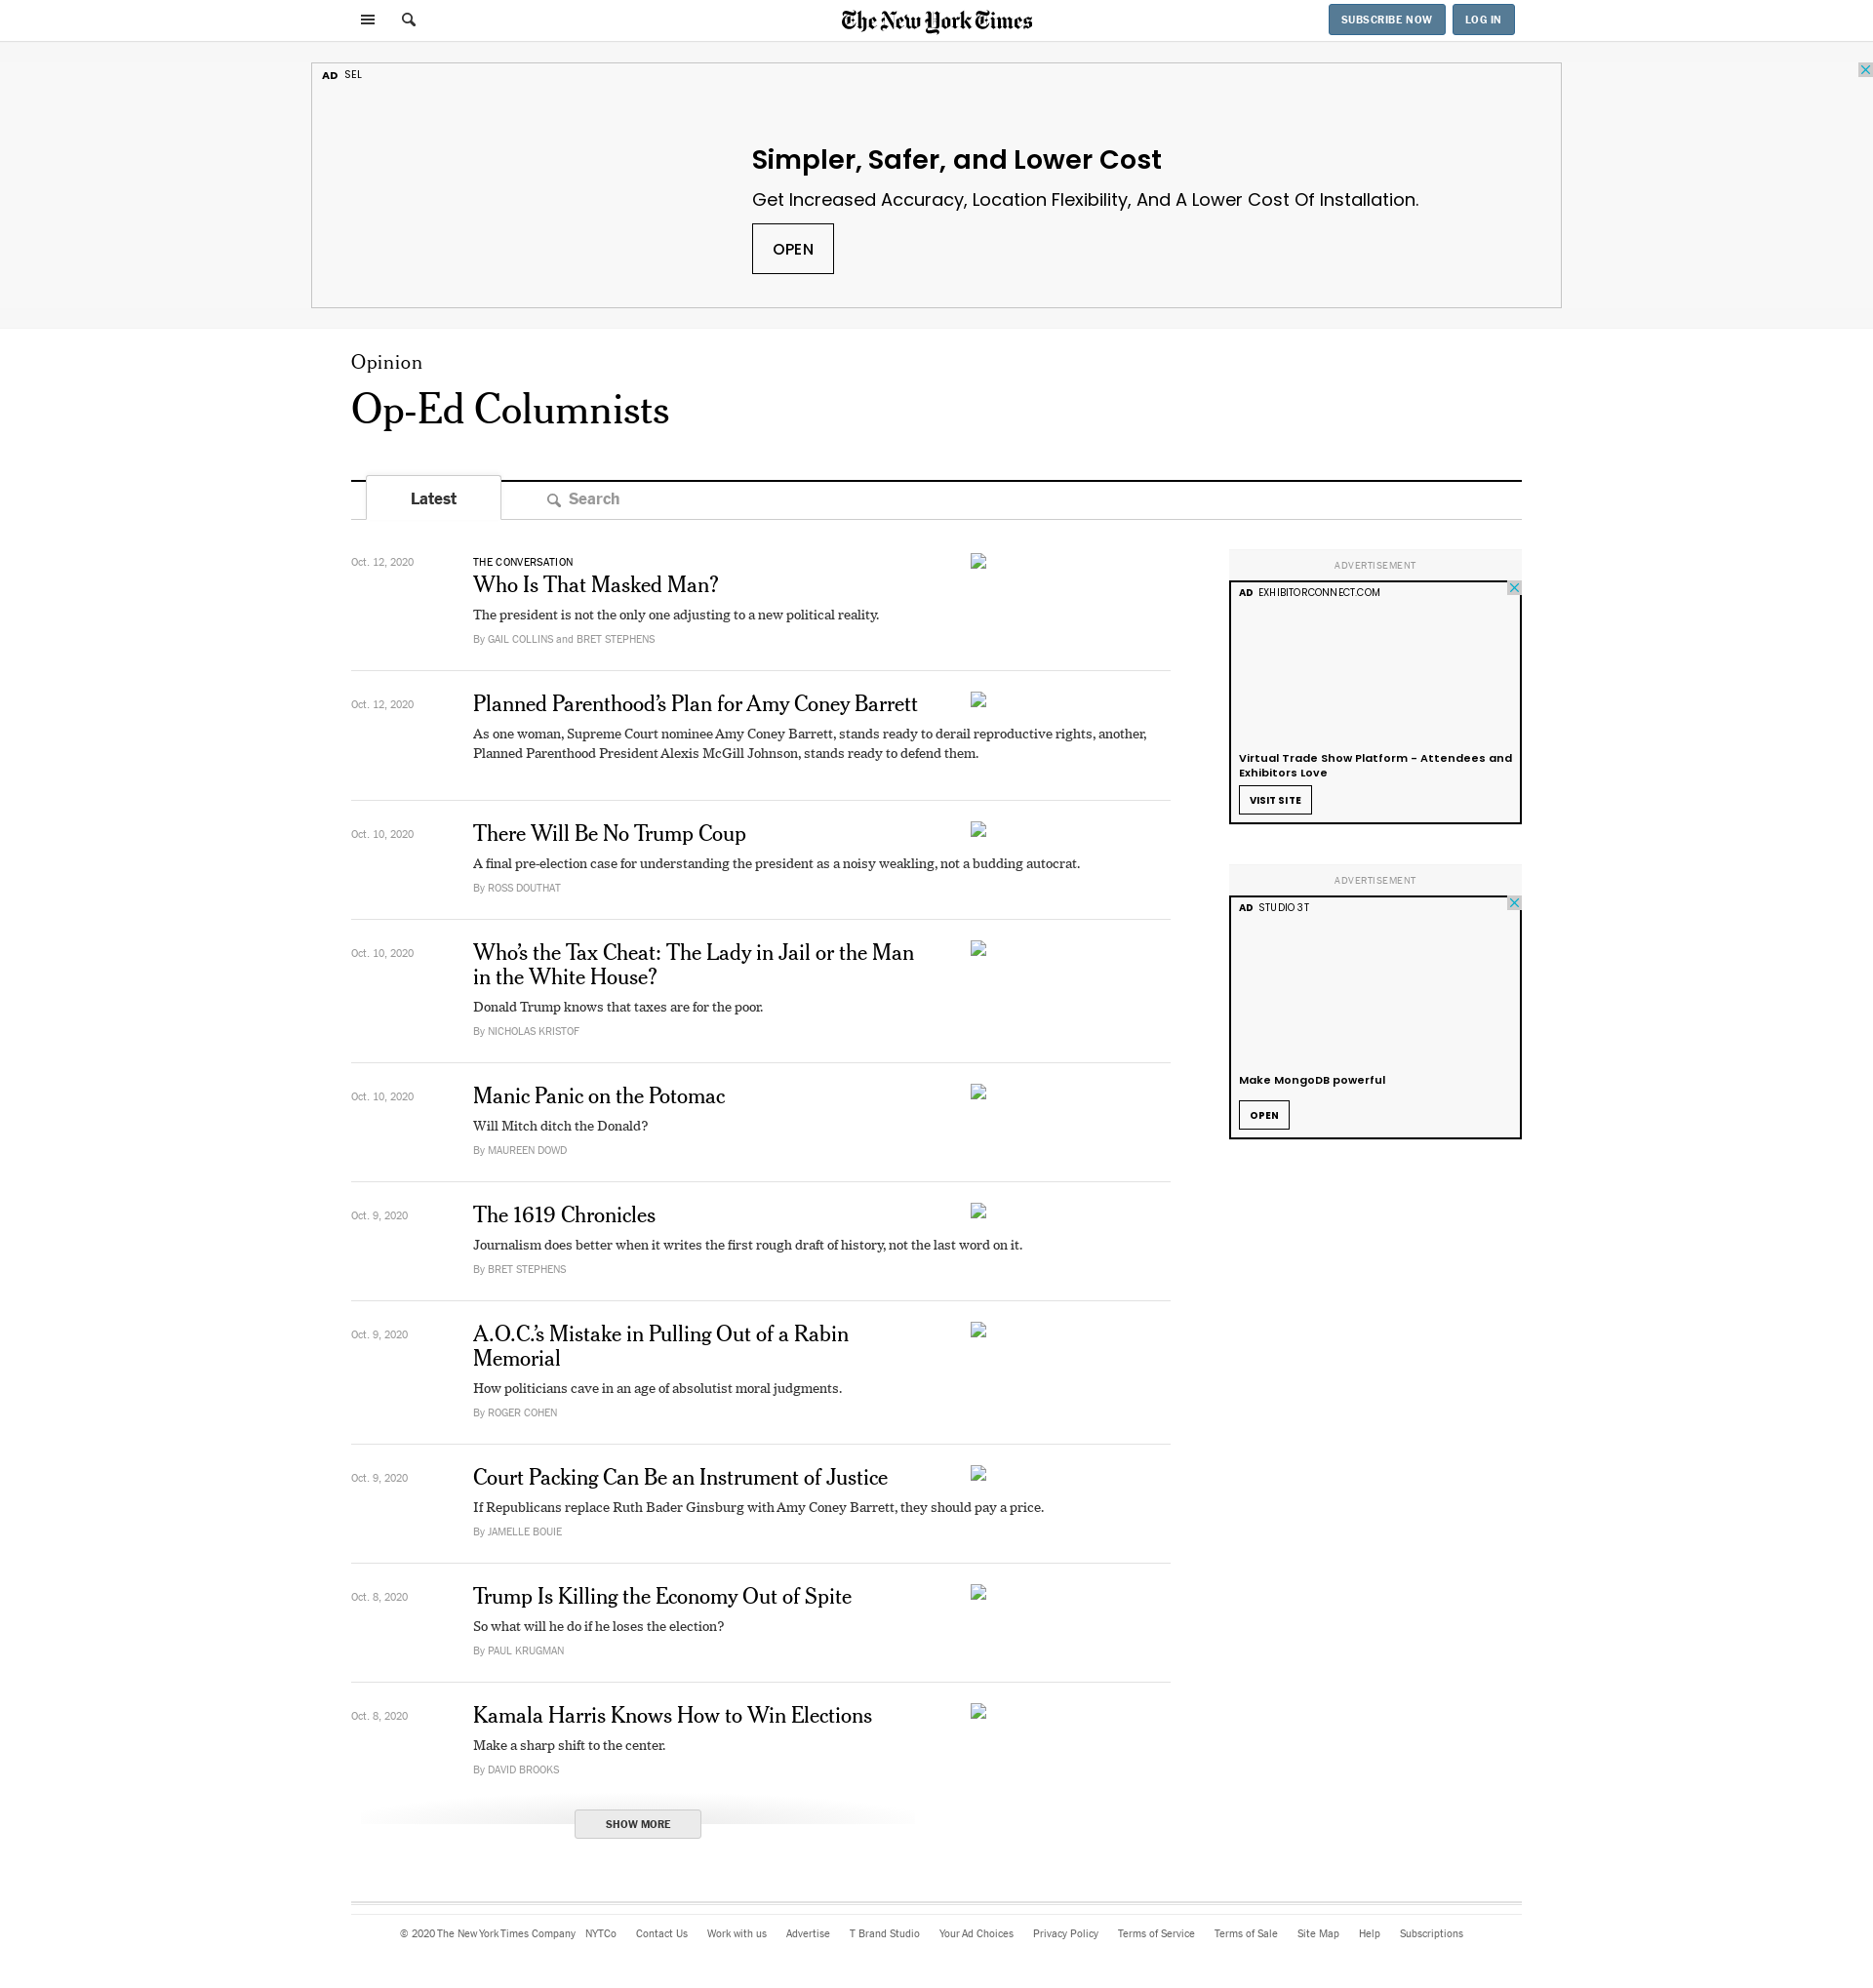 The New York Times
SUBSCRIBE NOW
LOG IN
AD SEL
Simpler, Safer, and Lower Cost
Get Increased Accuracy, Location Flexibility, And A Lower Cost Of Installation.
OPEN
Opinion
Op-Ed Columnists
Latest
Search
Oct. 12, 2020
THE CONVERSATION
Who Is That Masked Man?
The president is not the only one adjusting to a new political reality.
By GAIL COLLINS and BRET STEPHENS
Oct. 12, 2020
Planned Parenthood’s Plan for Amy Coney Barrett
As one woman, Supreme Court nominee Amy Coney Barrett, stands ready to derail reproductive rights, another,
Planned Parenthood President Alexis McGill Johnson, stands ready to defend them.
Oct. 10, 2020
There Will Be No Trump Coup
A final pre-election case for understanding the president as a noisy weakling, not a budding autocrat.
By ROSS DOUTHAT
Oct. 10, 2020
Who’s the Tax Cheat: The Lady in Jail or the Man
in the White House?
Donald Trump knows that taxes are for the poor.
By NICHOLAS KRISTOF
Oct. 10, 2020
Manic Panic on the Potomac
Will Mitch ditch the Donald?
By MAUREEN DOWD
Oct. 9, 2020
The 1619 Chronicles
Journalism does better when it writes the first rough draft of history, not the last word on it.
By BRET STEPHENS
Oct. 9, 2020
A.O.C.’s Mistake in Pulling Out of a Rabin
Memorial
How politicians cave in an age of absolutist moral judgments.
By ROGER COHEN
Oct. 9, 2020
Court Packing Can Be an Instrument of Justice
If Republicans replace Ruth Bader Ginsburg with Amy Coney Barrett, they should pay a price.
By JAMELLE BOUIE
Oct. 8, 2020
Trump Is Killing the Economy Out of Spite
So what will he do if he loses the election?
By PAUL KRUGMAN
Oct. 8, 2020
Kamala Harris Knows How to Win Elections
Make a sharp shift to the center.
By DAVID BROOKS
SHOW MORE
ADVERTISEMENT
AD EXHIBITORCONNECT.COM
Virtual Trade Show Platform - Attendees and
Exhibitors Love
VISIT SITE
ADVERTISEMENT
AD STUDIO 3T
Make MongoDB powerful
OPEN
© 2020 The New York Times Company NYTCo Contact Us Work with us Advertise T Brand Studio Your Ad Choices Privacy Policy Terms of Service Terms of Sale Site Map Help Subscriptions